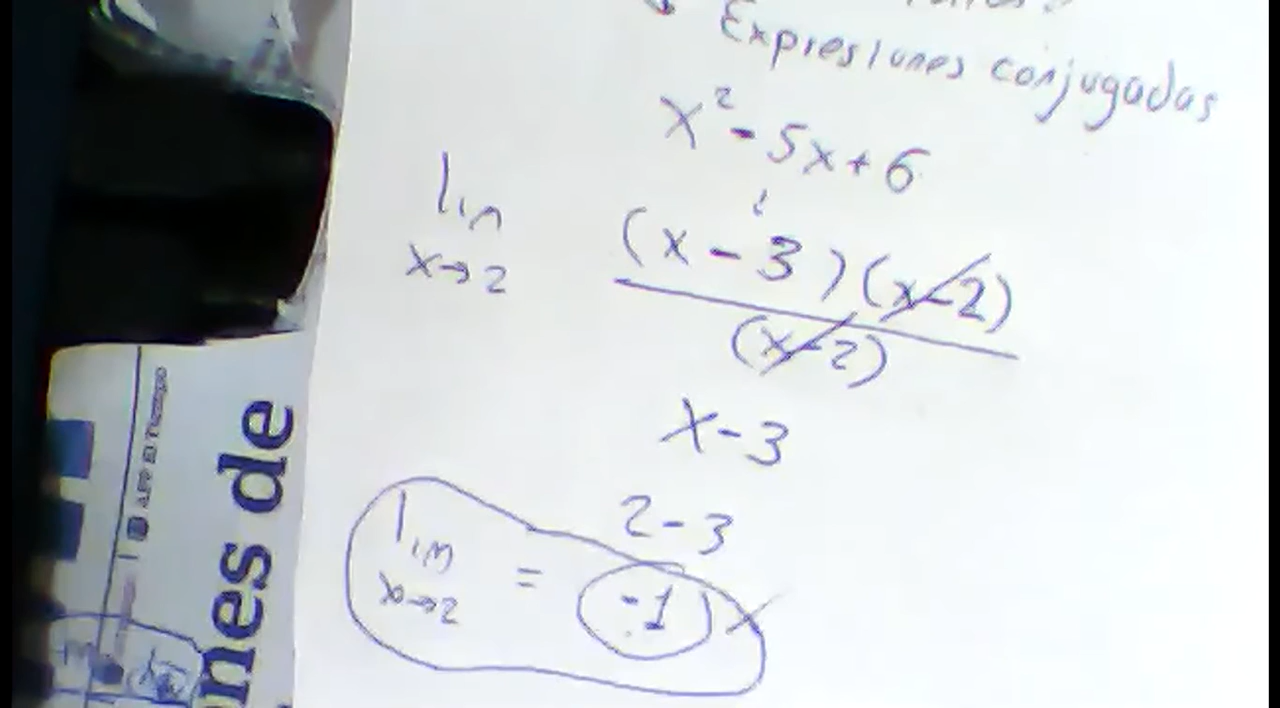 Expresiones conjugadas
x² - 5x + 6
lim (x - 3)(x - 2)
x→2 (x - 2)
x - 3
2 - 3
lim = -1
x→2
nes de